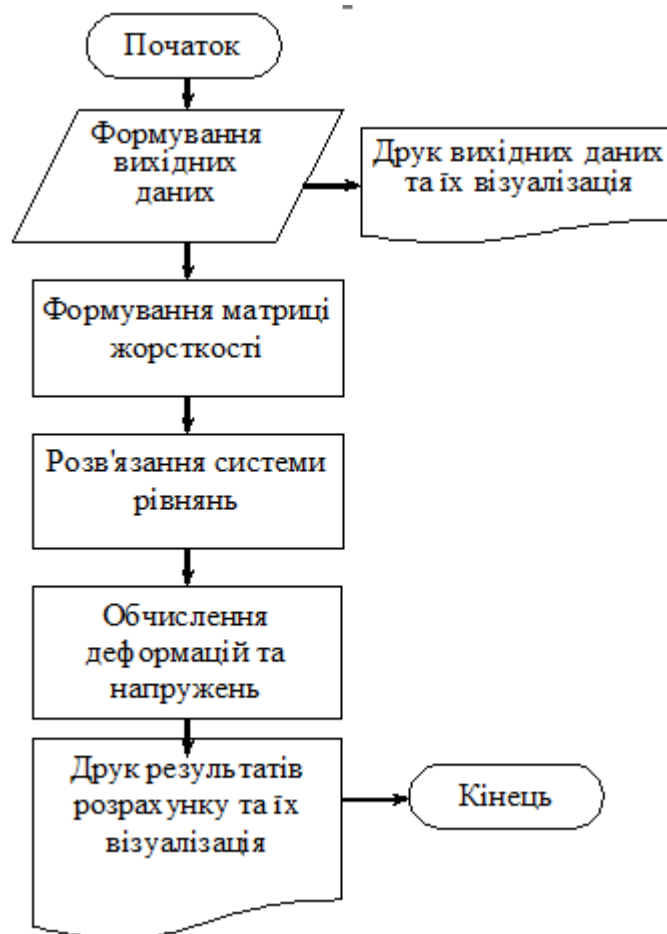 Початок
Формування
вихідних
даних
Друк вихідних даних
та їх візуалізація
Формування матриці
жорсткості
Розв'язання системи
рівнянь
Обчислення
деформацій та
напружень
Друк результатів
розрахунку та їх
візуалізація
Кінець